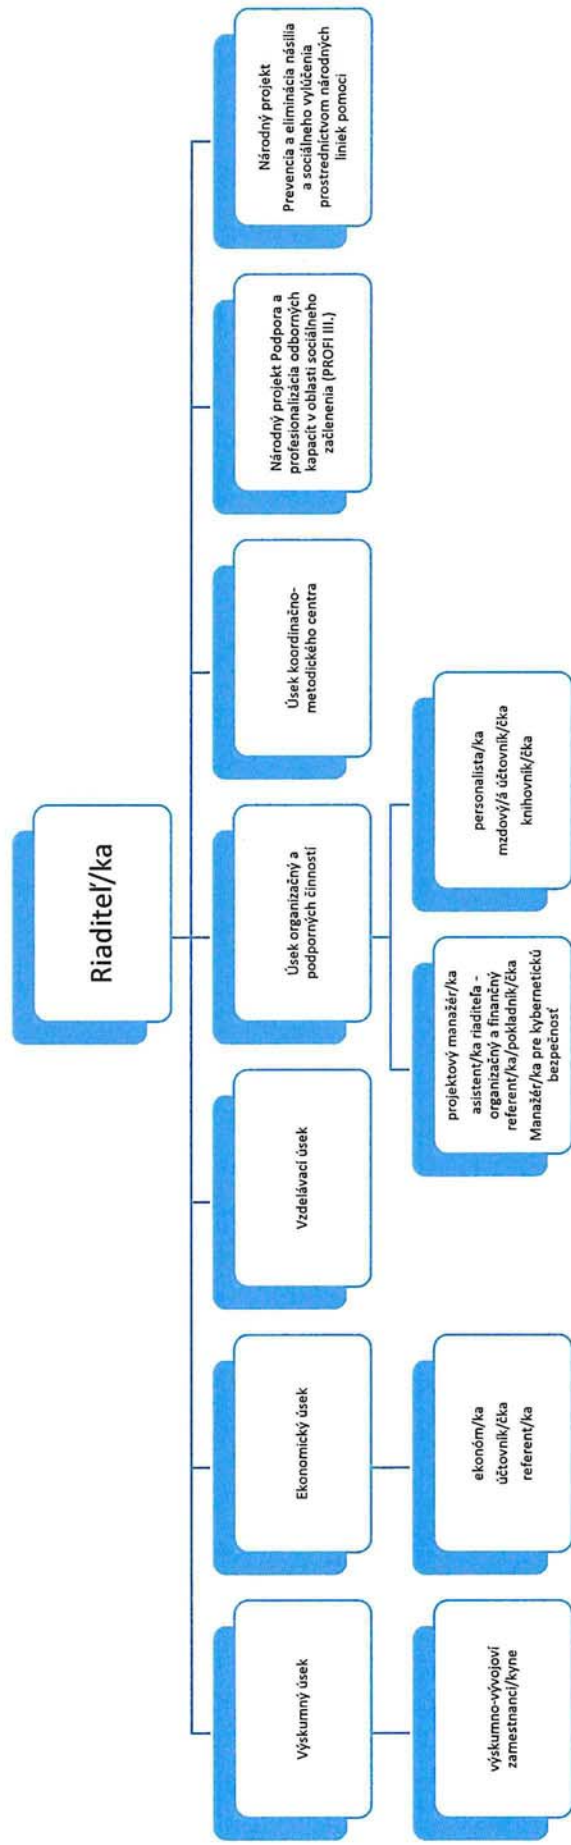 Riaditeľ/ka
Výskumný úsek
Ekonomický úsek
Vzdelávací úsek
Úsek organizačný a
podporných činností
Úsek koordinačno-
metodického centra
Národný projekt Podpora a
profesionalizácia odborných
kapacít v oblasti sociálneho
začlenenia (PROFI III.)
Národný projekt
Prevencia a eliminácia násilia
a sociálneho vylúčenia
prostredníctvom národných
liniek pomoci
výskumno-vývojoví
zamestnanci/kyne
ekonóm/ka
účtovník/čka
referent/ka
projektový manažér/ka
asistent/ka riaditeľa -
organizačný a finančný
referent/ka/pokladník/čka
Manažér/ka pre kybernetickú
bezpečnosť
personalista/ka
mzdový/á účtovník/čka
knihovník/čka